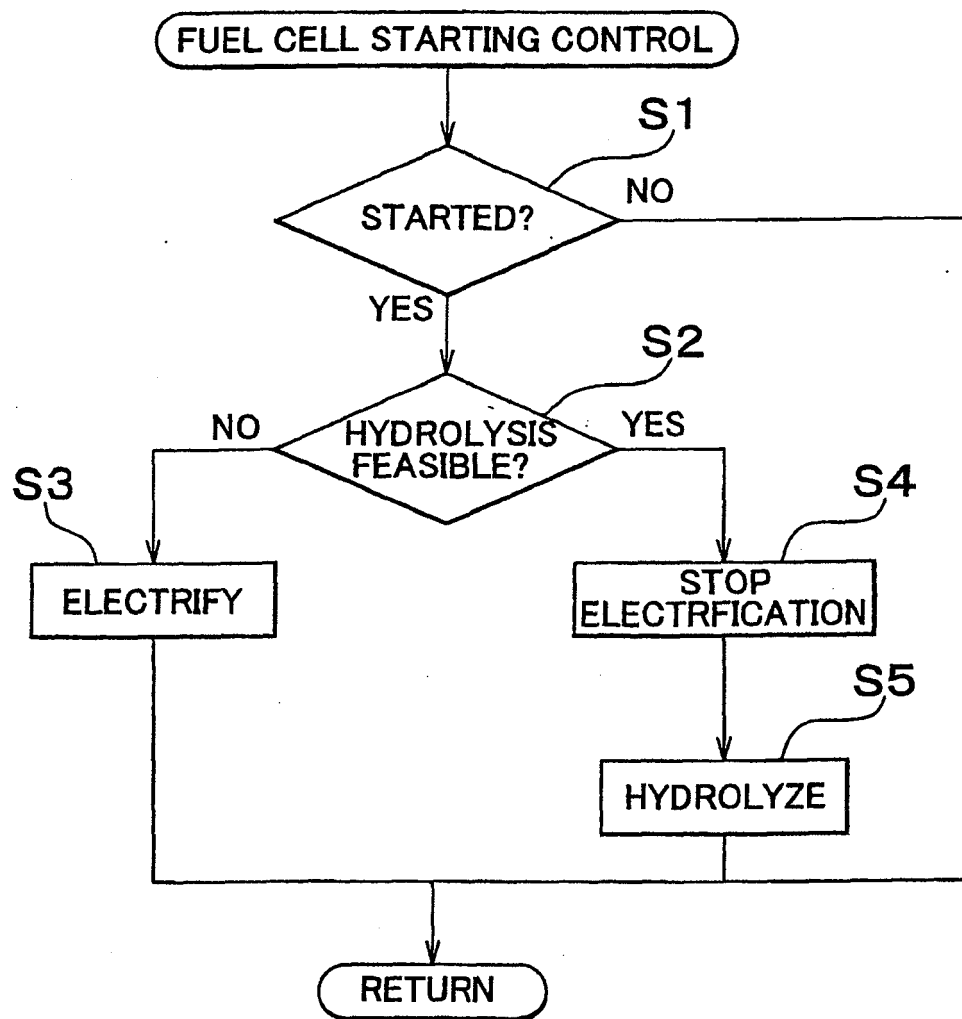 FUEL CELL STARTING CONTROL
S1
STARTED?
NO
YES
S2
HYDROLYSIS
FEASIBLE?
NO
YES
S3
ELECTRIFY
S4
STOP
ELECTRFICATION
S5
HYDROLYZE
RETURN